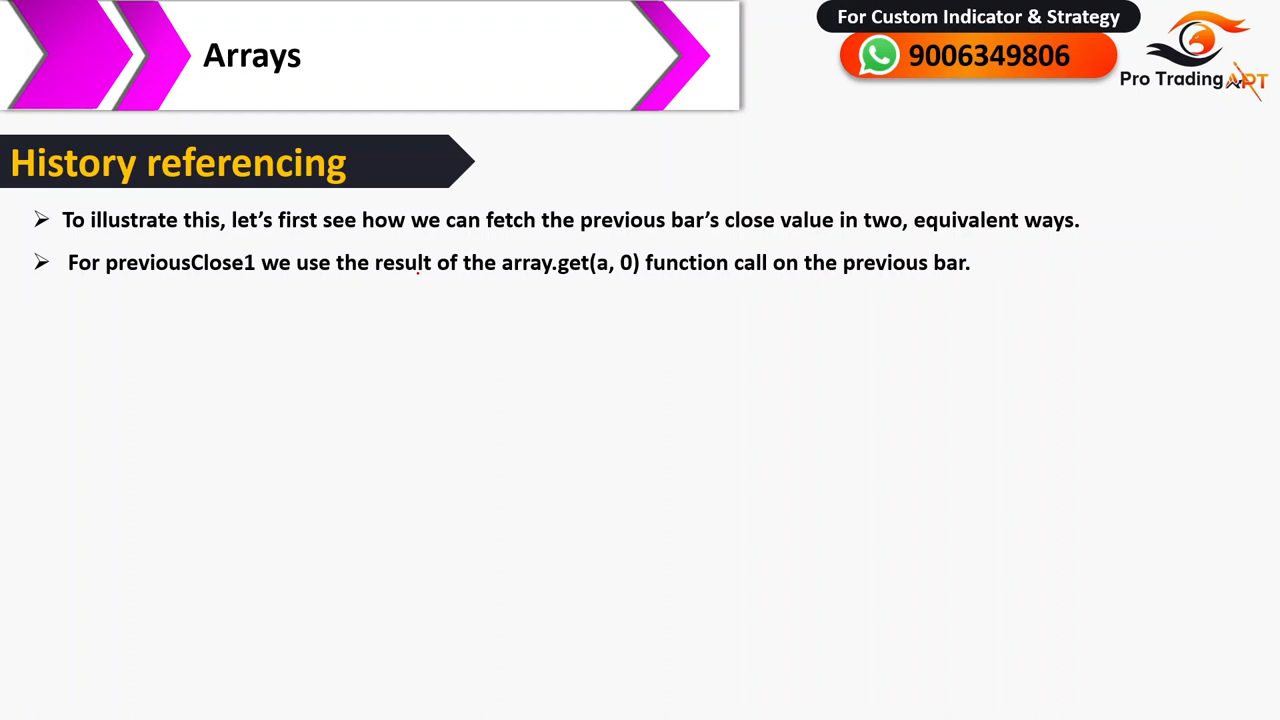 Arrays
For Custom Indicator & Strategy
9006349806
Pro Trading ART
History referencing
To illustrate this, let’s first see how we can fetch the previous bar’s close value in two, equivalent ways.
For previousClose1 we use the result of the array.get(a, 0) function call on the previous bar.